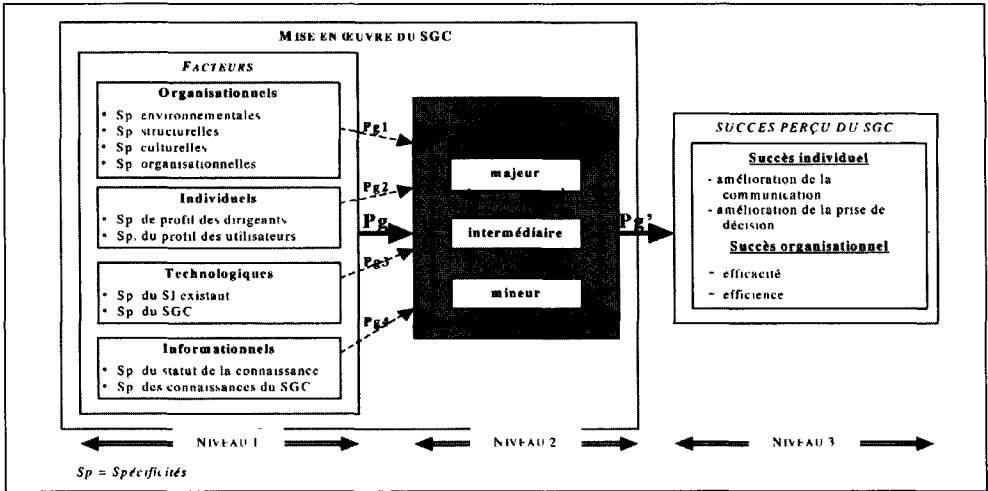 MISE EN ŒUVRE DU SGC
FACTEURS
Organisationnels
• Sp environnementales
• Sp structurelles
• Sp culturelles
• Sp organisationnelles
Individuels
• Sp de profil des dirigeants
• Sp. du profil des utilisateurs
Technologiques
• Sp du SI existant
• Sp du SGC
Informationnels
• Sp du statut de la connaissance
• Sp des connaissances du SGC
Pg1
Pg2
Pg
Pg3
Pg4
majeur
intermédiaire
mineur
Pg'
SUCCES PERÇU DU SGC
Succès individuel
- amélioration de la
communication
- amélioration de la prise de
décision
Succès organisationnel
- efficacité
- efficience
NIVEAU 1
NIVEAU 2
NIVEAU 3
Sp = Spécificités